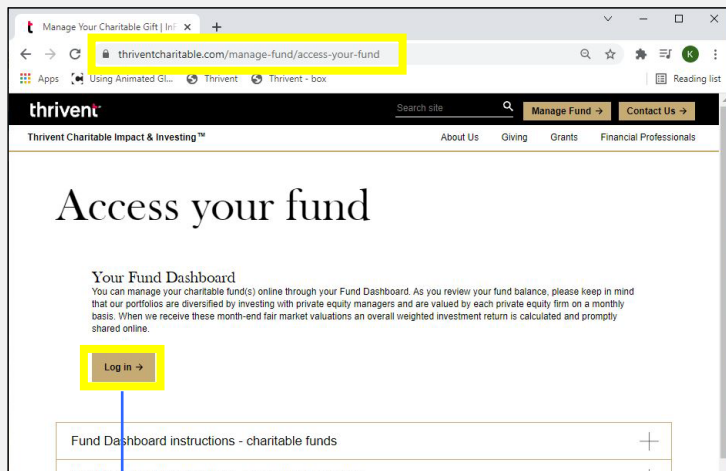 Manage Your Charitable Gift | InF
thriventcharitable.com/manage-fund/access-your-fund
K
Apps Using Animated GI... Thrivent Thrivent - box Reading list
thrivent
Search site Manage Fund → Contact Us →
Thrivent Charitable Impact & Investing™ About Us Giving Grants Financial Professionals
Access your fund
Your Fund Dashboard
You can manage your charitable fund(s) online through your Fund Dashboard. As you review your fund balance, please keep in mind
that our portfolios are diversified by investing with private equity managers and are valued by each private equity firm on a monthly
basis. When we receive these month-end fair market valuations an overall weighted investment return is calculated and promptly
shared online.
Log in →
Fund Dashboard instructions - charitable funds